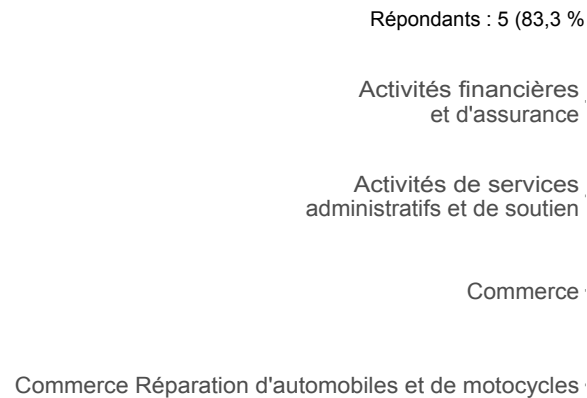 Répondants : 5 (83,3 %
Activités financières
et d'assurance
Activités de services
administratifs et de soutien
Commerce
Commerce Réparation d'automobiles et de motocycles